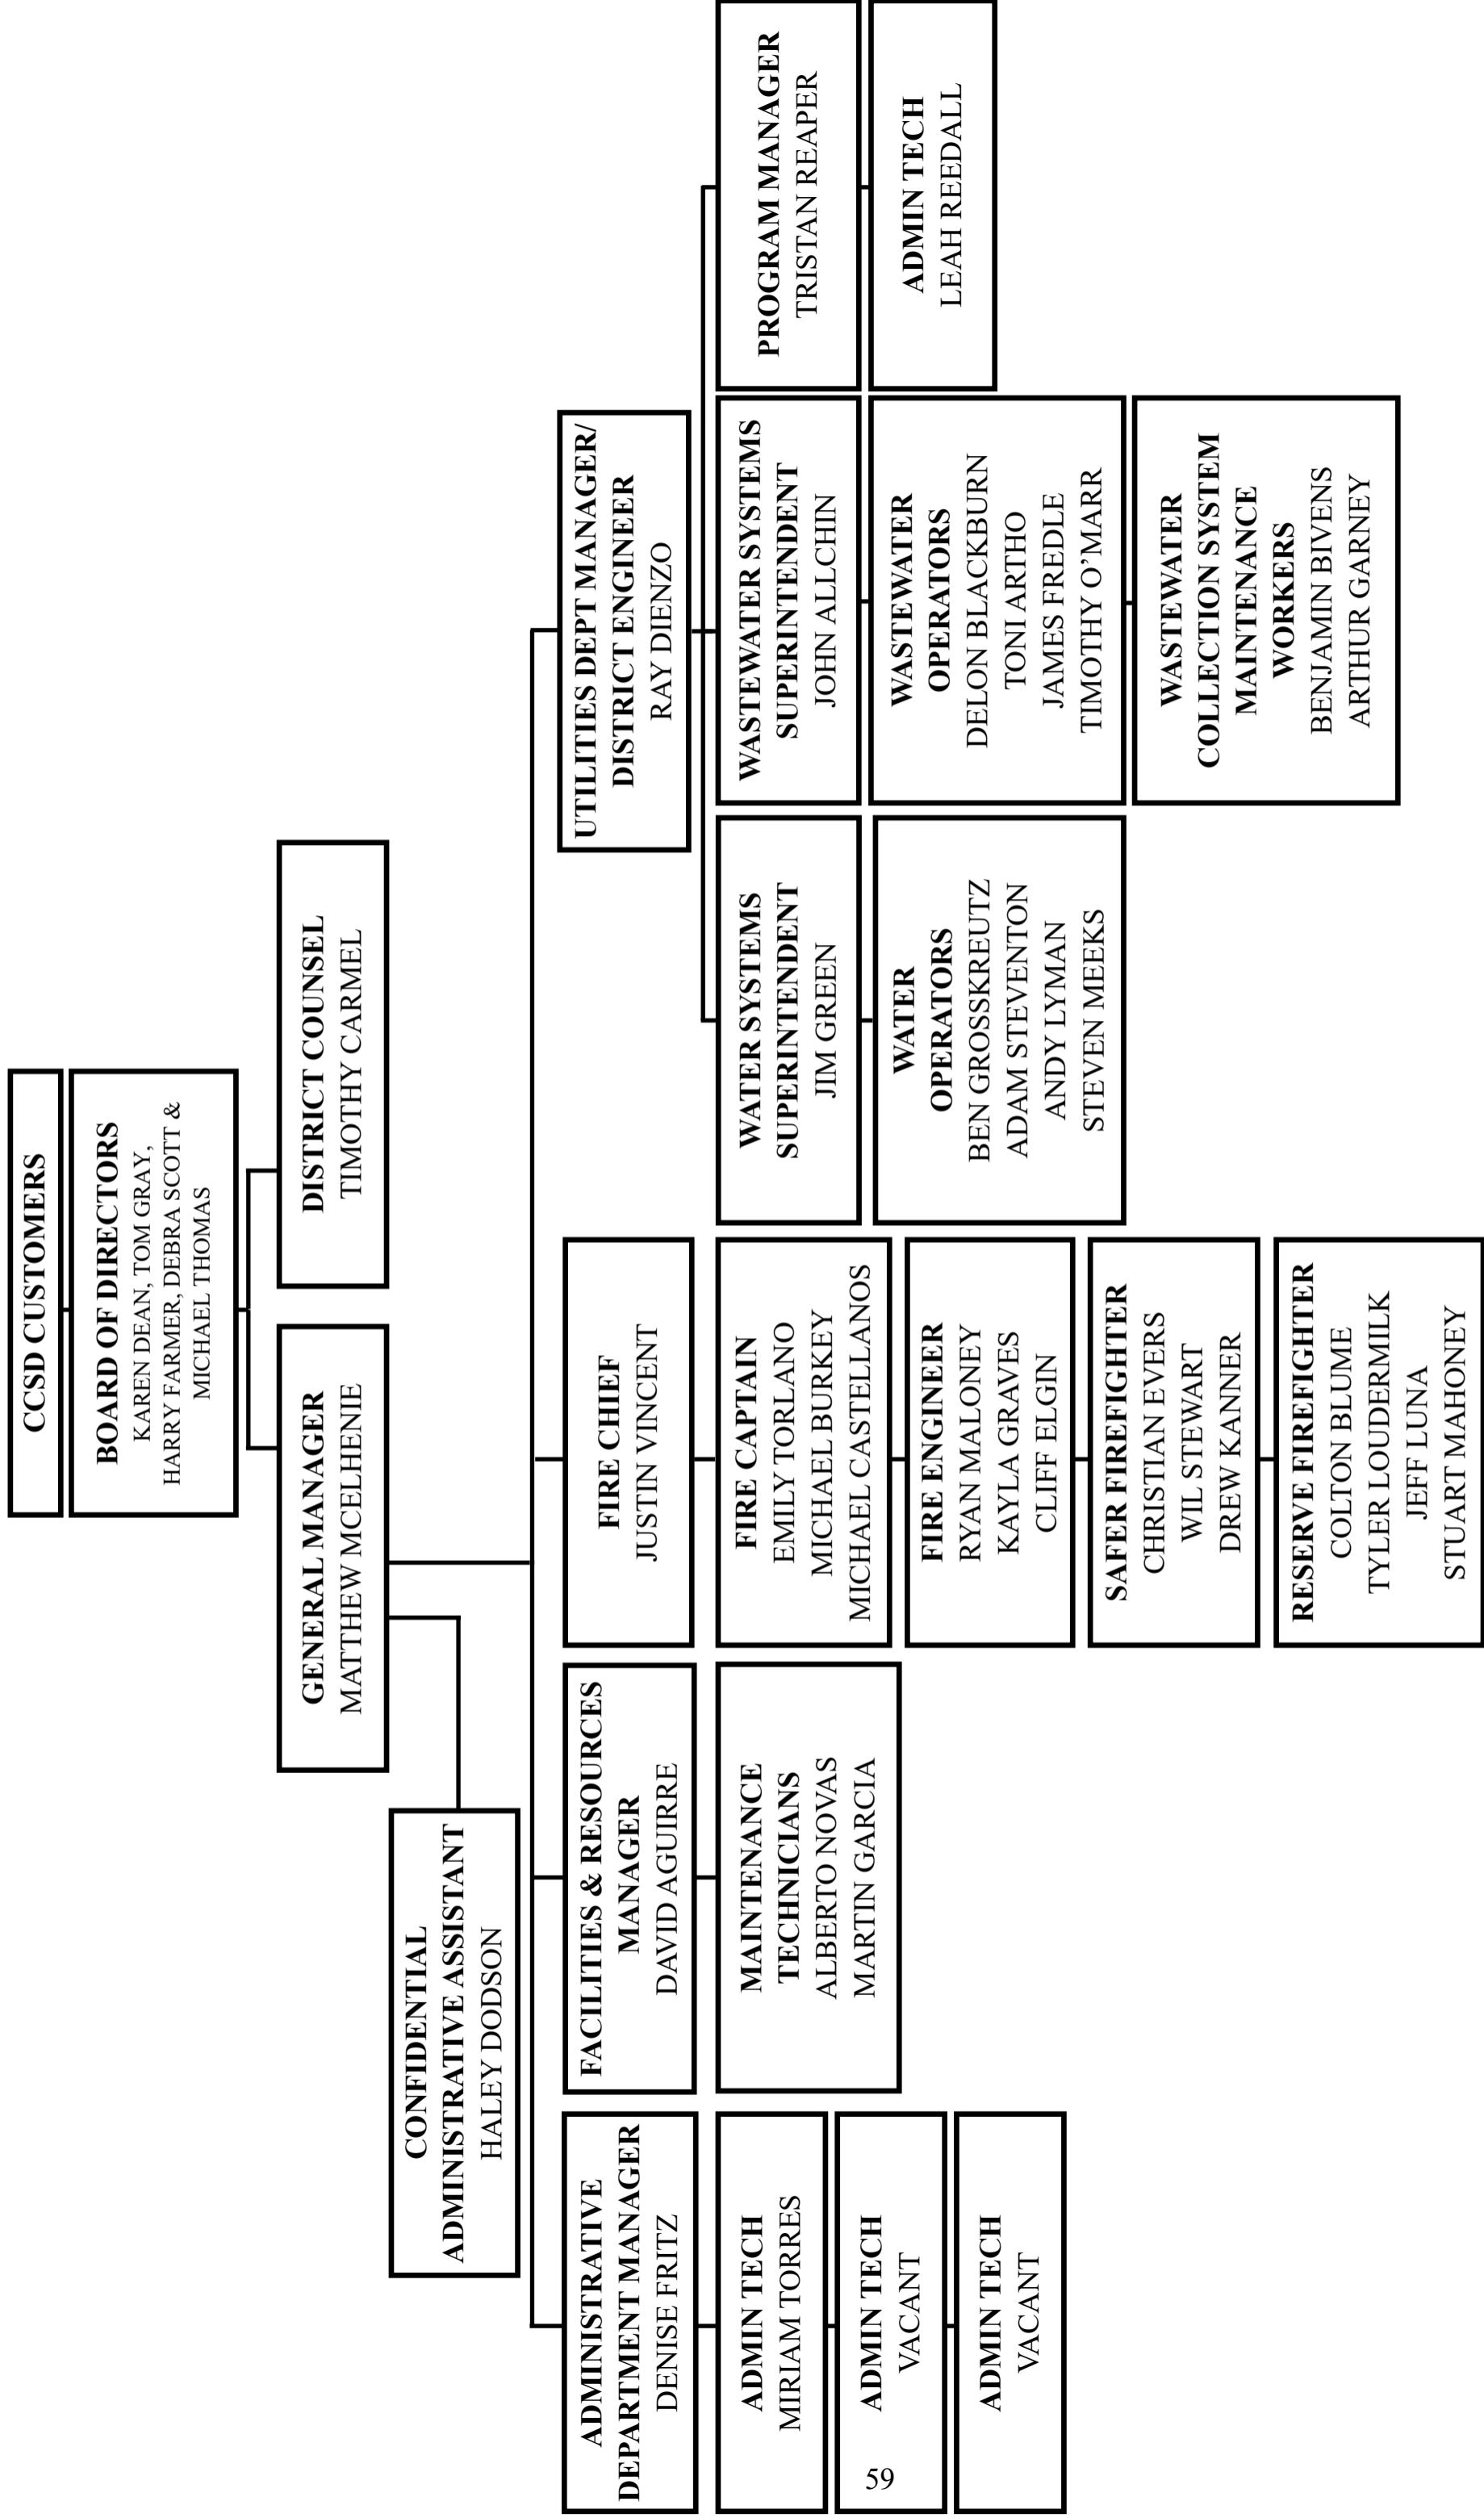 CCSD CUSTOMERS
BOARD OF DIRECTORS
KAREN DEAN, TOM GRAY,
HARRY FARMER, DEBRA SCOTT &
MICHAEL THOMAS
GENERAL MANAGER
MATTHEW MCELHENIE
DISTRICT COUNSEL
TIMOTHY CARMEL
CONFIDENTIAL
ADMINISTRATIVE ASSISTANT
HALEY DODSON
ADMINISTRATIVE
DEPARTMENT MANAGER
DENISE FRITZ
ADMIN TECH
MIRIAM TORRES
ADMIN TECH
VACANT
ADMIN TECH
VACANT
FACILITIES & RESOURCES
MANAGER
DAVID AGUIRRE
MAINTENANCE
TECHNICIANS
ALBERTO NOVAS
MARTIN GARCIA
FIRE CHIEF
JUSTIN VINCENT
FIRE CAPTAIN
EMILY TORLANO
MICHAEL BURKEY
MICHAEL CASTELLANOS
FIRE ENGINEER
RYAN MALONEY
KAYLA GRAVES
CLIFF ELGIN
SAFER FIREFIGHTER
CHRISTIAN EVERS
WIL STEWART
DREW KANNER
RESERVE FIREFIGHTER
COLTON BLUME
TYLER LOUDERMILK
JEFF LUNA
STUART MAHONEY
UTILITIES DEPT MANAGER/
DISTRICT ENGINEER
RAY DIENZO
WATER SYSTEMS
SUPERINTENDENT
JIM GREEN
WATER
OPERATORS
BEN GROSSKREUTZ
ADAM STEVENTON
ANDY LYMAN
STEVEN MEEKS
WASTEWATER SYSTEMS
SUPERINTENDENT
JOHN ALLCHIN
WASTEWATER
OPERATORS
DELON BLACKBURN
TONI ARTHO
JAMES FREDLE
TIMOTHY O’MARR
WASTEWATER
COLLECTION SYSTEM
MAINTENANCE
WORKERS
BENJAMIN BIVENS
ARTHUR GARNEY
PROGRAM MANAGER
TRISTAN REAPER
ADMIN TECH
LEAH REEDALL
59